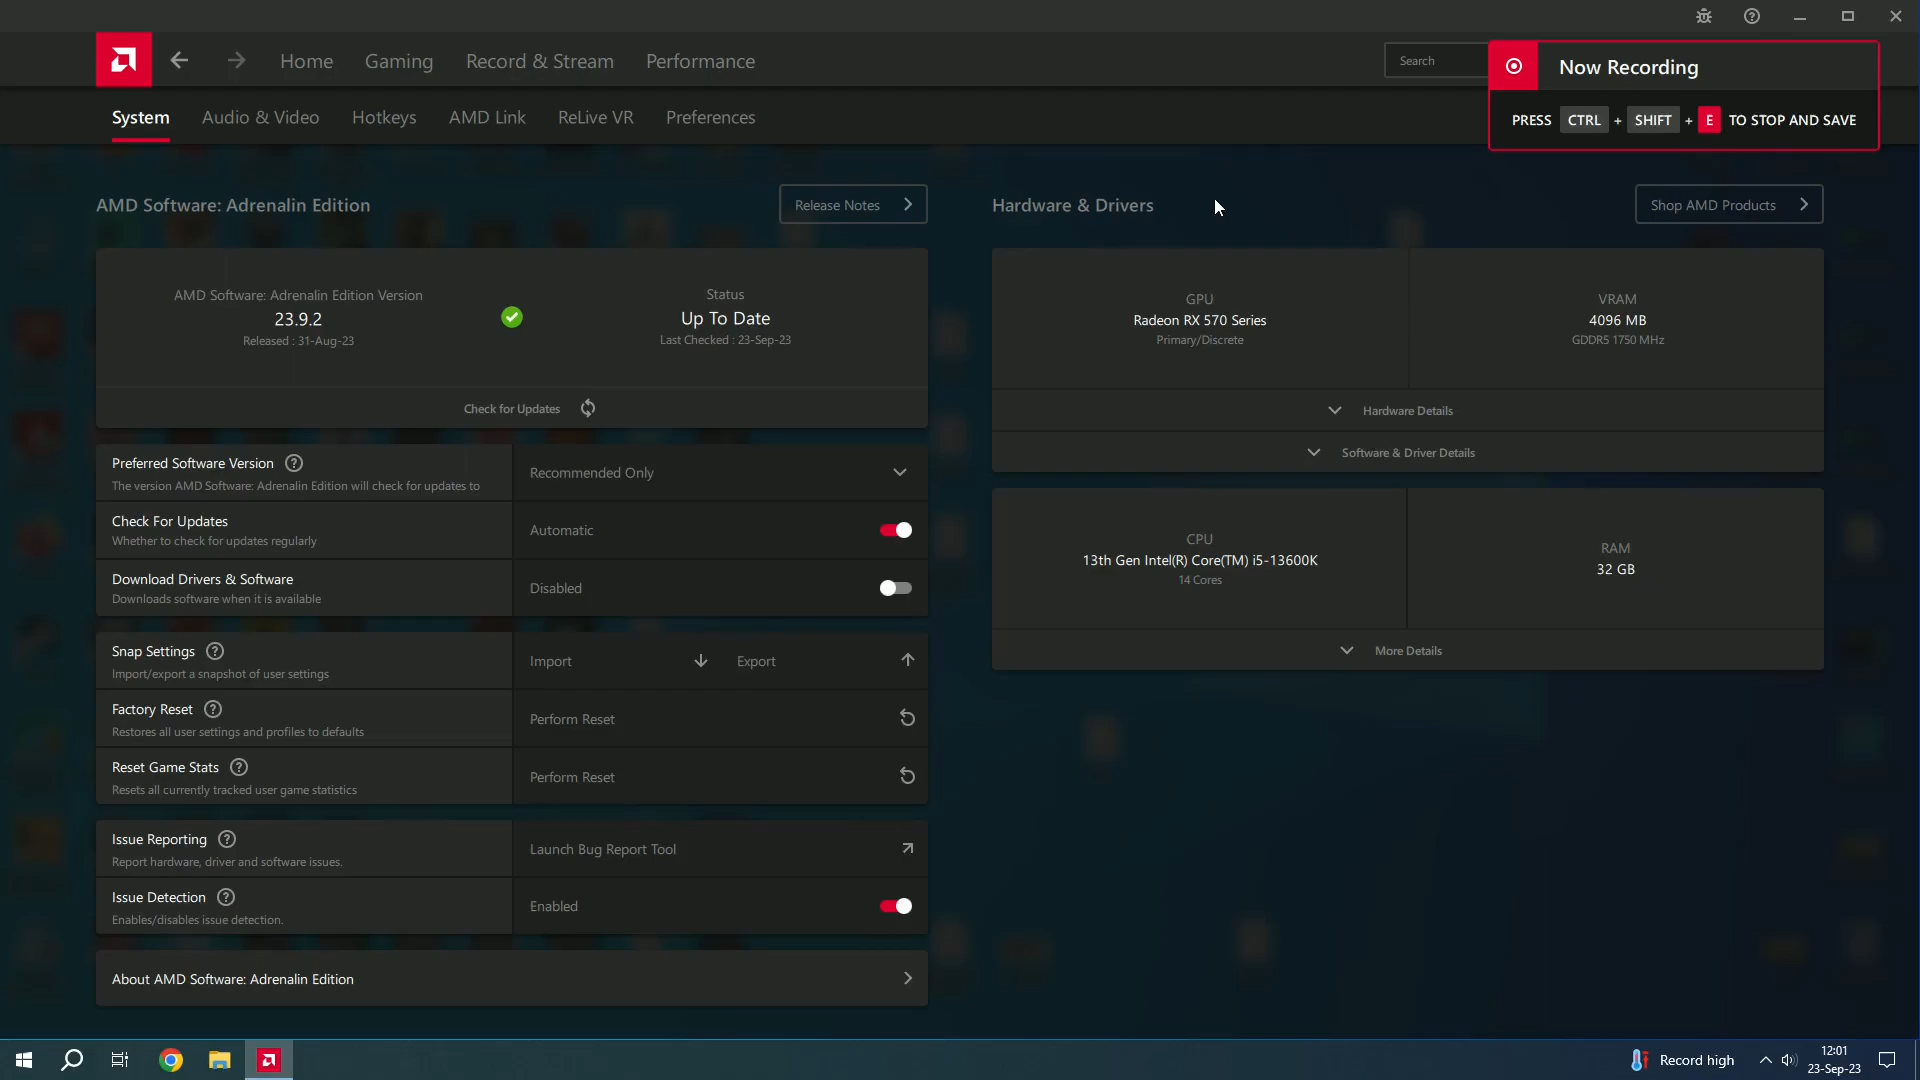 Home Gaming Record & Stream Performance
Search
Now Recording
PRESS CTRL + SHIFT + E TO STOP AND SAVE
System Audio & Video Hotkeys AMD Link ReLive VR Preferences
AMD Software: Adrenalin Edition
Release Notes
AMD Software: Adrenalin Edition Version
23.9.2
Released : 31-Aug-23
Status
Up To Date
Last Checked : 23-Sep-23
Check for Updates
Preferred Software Version
The version AMD Software: Adrenalin Edition will check for updates to
Recommended Only
Check For Updates
Whether to check for updates regularly
Automatic
Download Drivers & Software
Downloads software when it is available
Disabled
Snap Settings
Import/export a snapshot of user settings
Import Export
Factory Reset
Restores all user settings and profiles to defaults
Perform Reset
Reset Game Stats
Resets all currently tracked user game statistics
Perform Reset
Issue Reporting
Report hardware, driver and software issues.
Launch Bug Report Tool
Issue Detection
Enables/disables issue detection.
Enabled
About AMD Software: Adrenalin Edition
Hardware & Drivers
Shop AMD Products
GPU
Radeon RX 570 Series
Primary/Discrete
VRAM
4096 MB
GDDR5 1750 MHz
Hardware Details
Software & Driver Details
CPU
13th Gen Intel(R) Core(TM) i5-13600K
14 Cores
RAM
32 GB
More Details
Record high
12:01
23-Sep-23